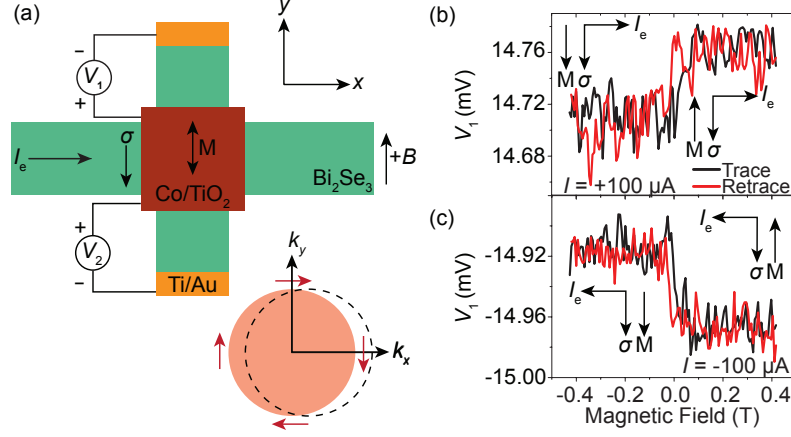 (a)
y
x
−
V₁
+
Iₑ
σ
M
Co/TiO₂
Bi₂Se₃
+B
+
V₂
−
Ti/Au
k_y
k_x
(b)
V₁ (mV)
14.76
14.72
14.68
M σ
Iₑ
M σ
Iₑ
Trace
Retrace
I = +100 μA
(c)
V₁ (mV)
-14.92
-14.96
-15.00
Iₑ
σ M
Iₑ
σ M
I = -100 μA
-0.4 -0.2 0.0 0.2 0.4
Magnetic Field (T)